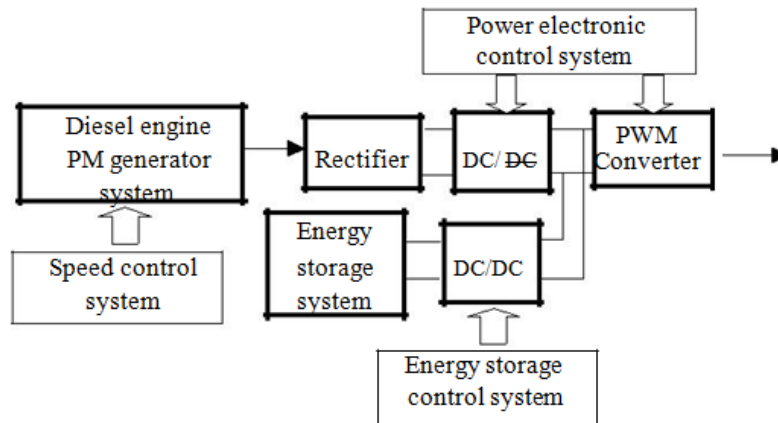 Power electronic
control system
Diesel engine
PM generator
system
Rectifier
DC/ DC
PWM
Converter
Speed control
system
Energy
storage
system
DC/DC
Energy storage
control system